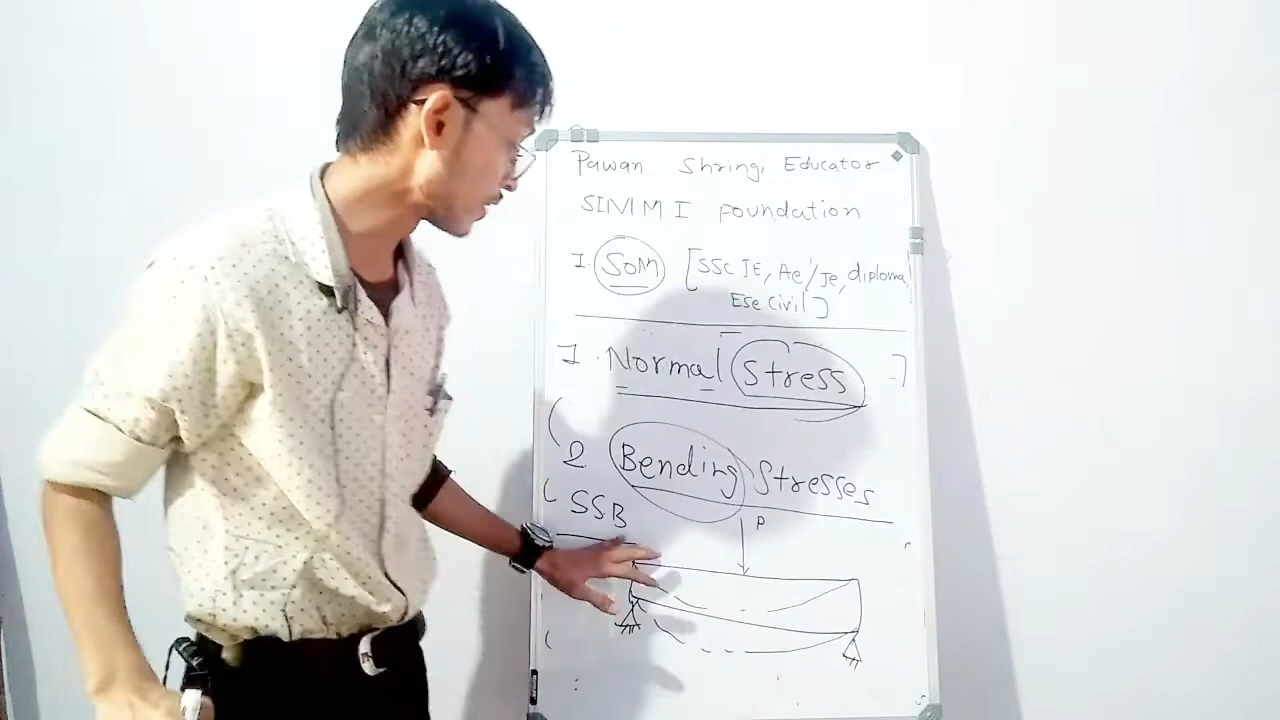 Pawan Shringi Educator
SIMMI Foundation
I SOM [SSC JE, Ae/Je, diploma
Ese Civil]
I. Normal Stress
2 Bending Stresses
SSB
P